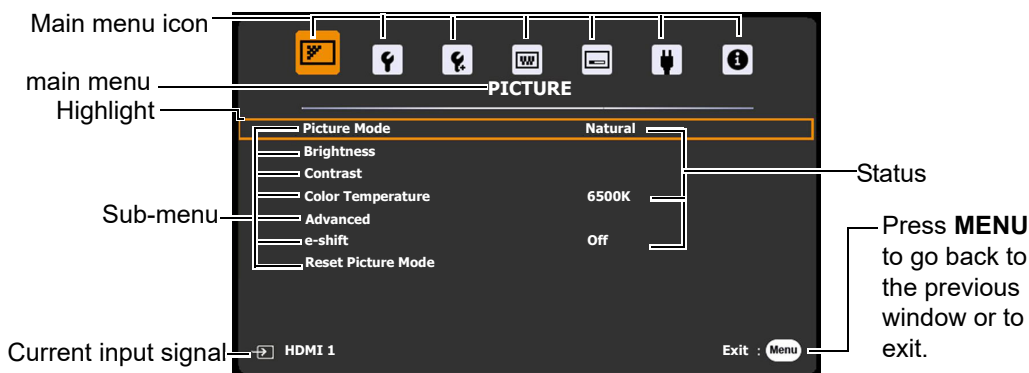 Main menu icon
main menu
PICTURE
Highlight
Picture Mode Natural
Brightness
Contrast
Status
Color Temperature 6500K
Sub-menu
Advanced
e-shift Off
Reset Picture Mode
Press MENU
to go back to
the previous
window or to
exit.
Current input signal
HDMI 1
Exit : Menu